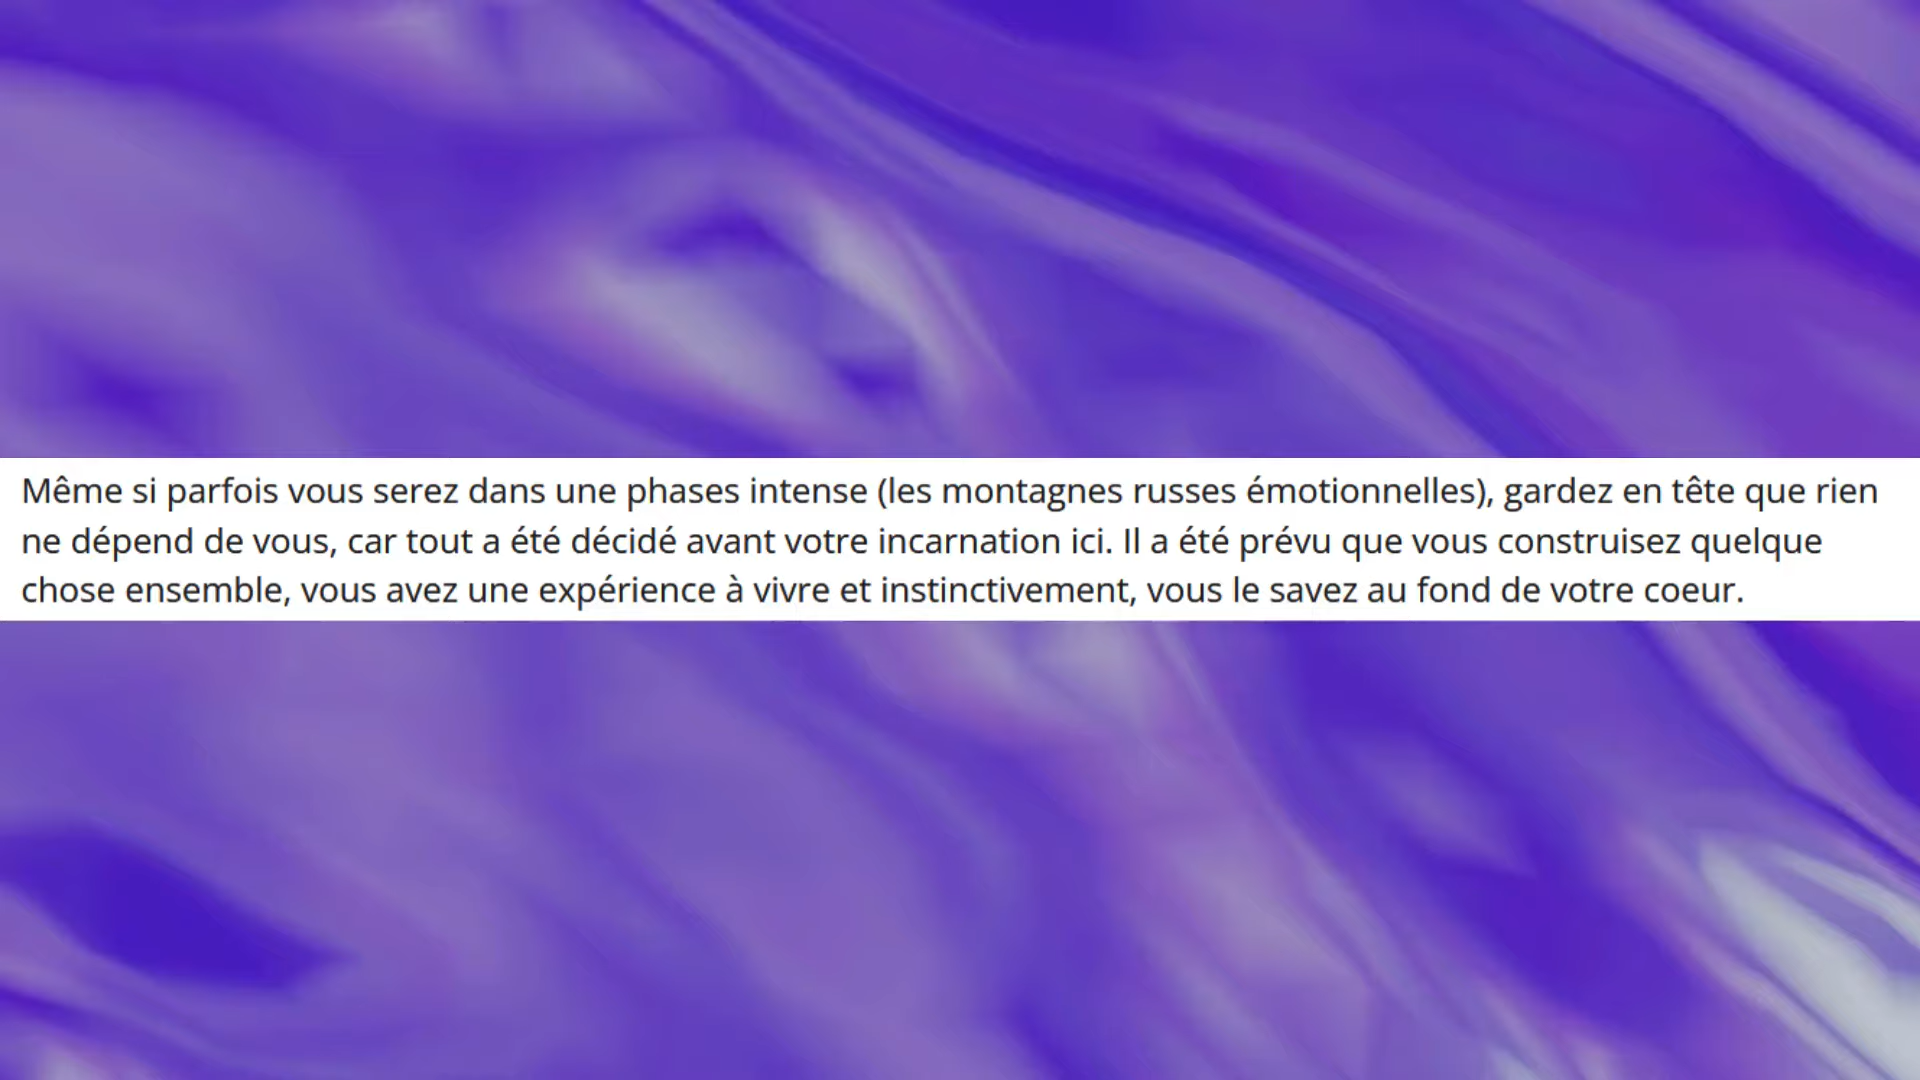 Même si parfois vous serez dans une phases intense (les montagnes russes émotionnelles), gardez en tête que rien
ne dépend de vous, car tout a été décidé avant votre incarnation ici. Il a été prévu que vous construisez quelque
chose ensemble, vous avez une expérience à vivre et instinctivement, vous le savez au fond de votre coeur.